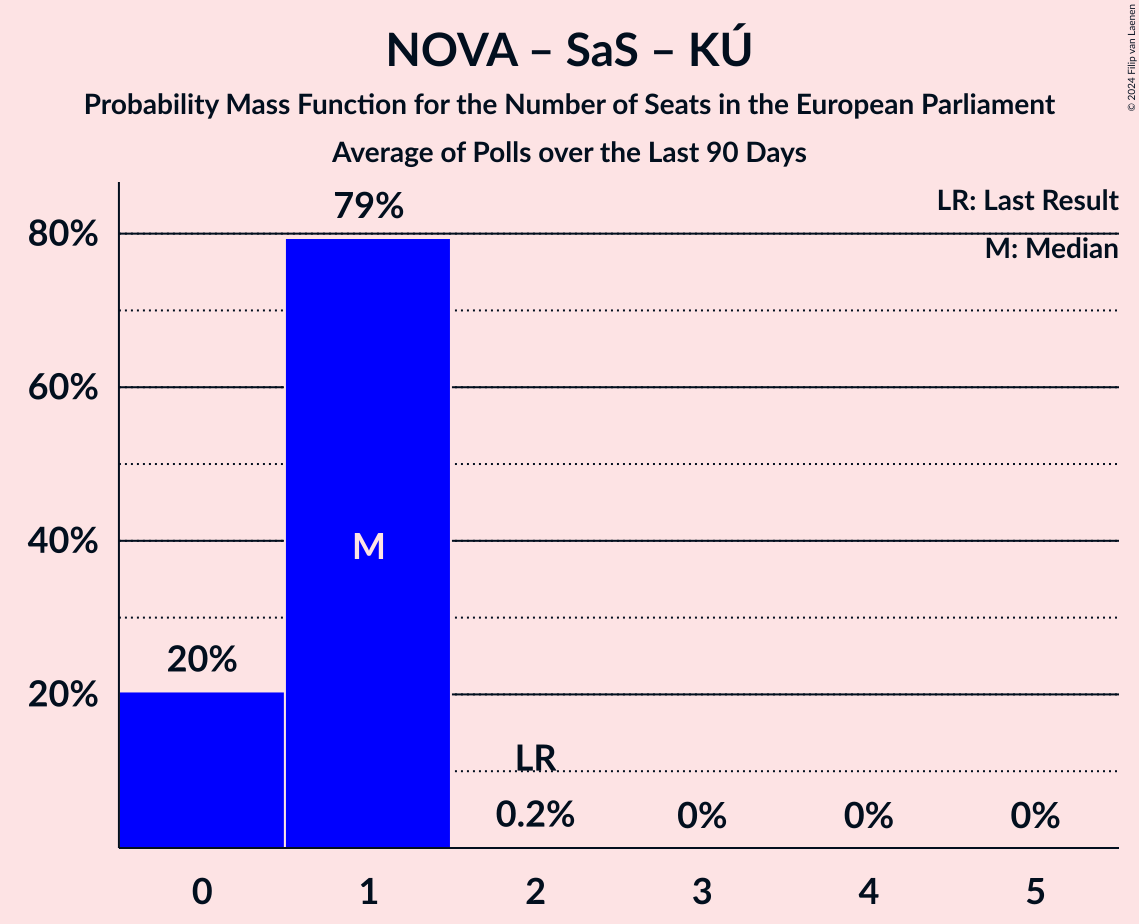 NOVA – SaS – KÚ
Probability Mass Function for the Number of Seats in the European Parliament
Average of Polls over the Last 90 Days
© 2024 Filip van Laenen
LR: Last Result
M: Median
79%
80%
60%
40%
M
20%
20%
LR
0.2%
0%
0%
0%
0
1
2
3
4
5